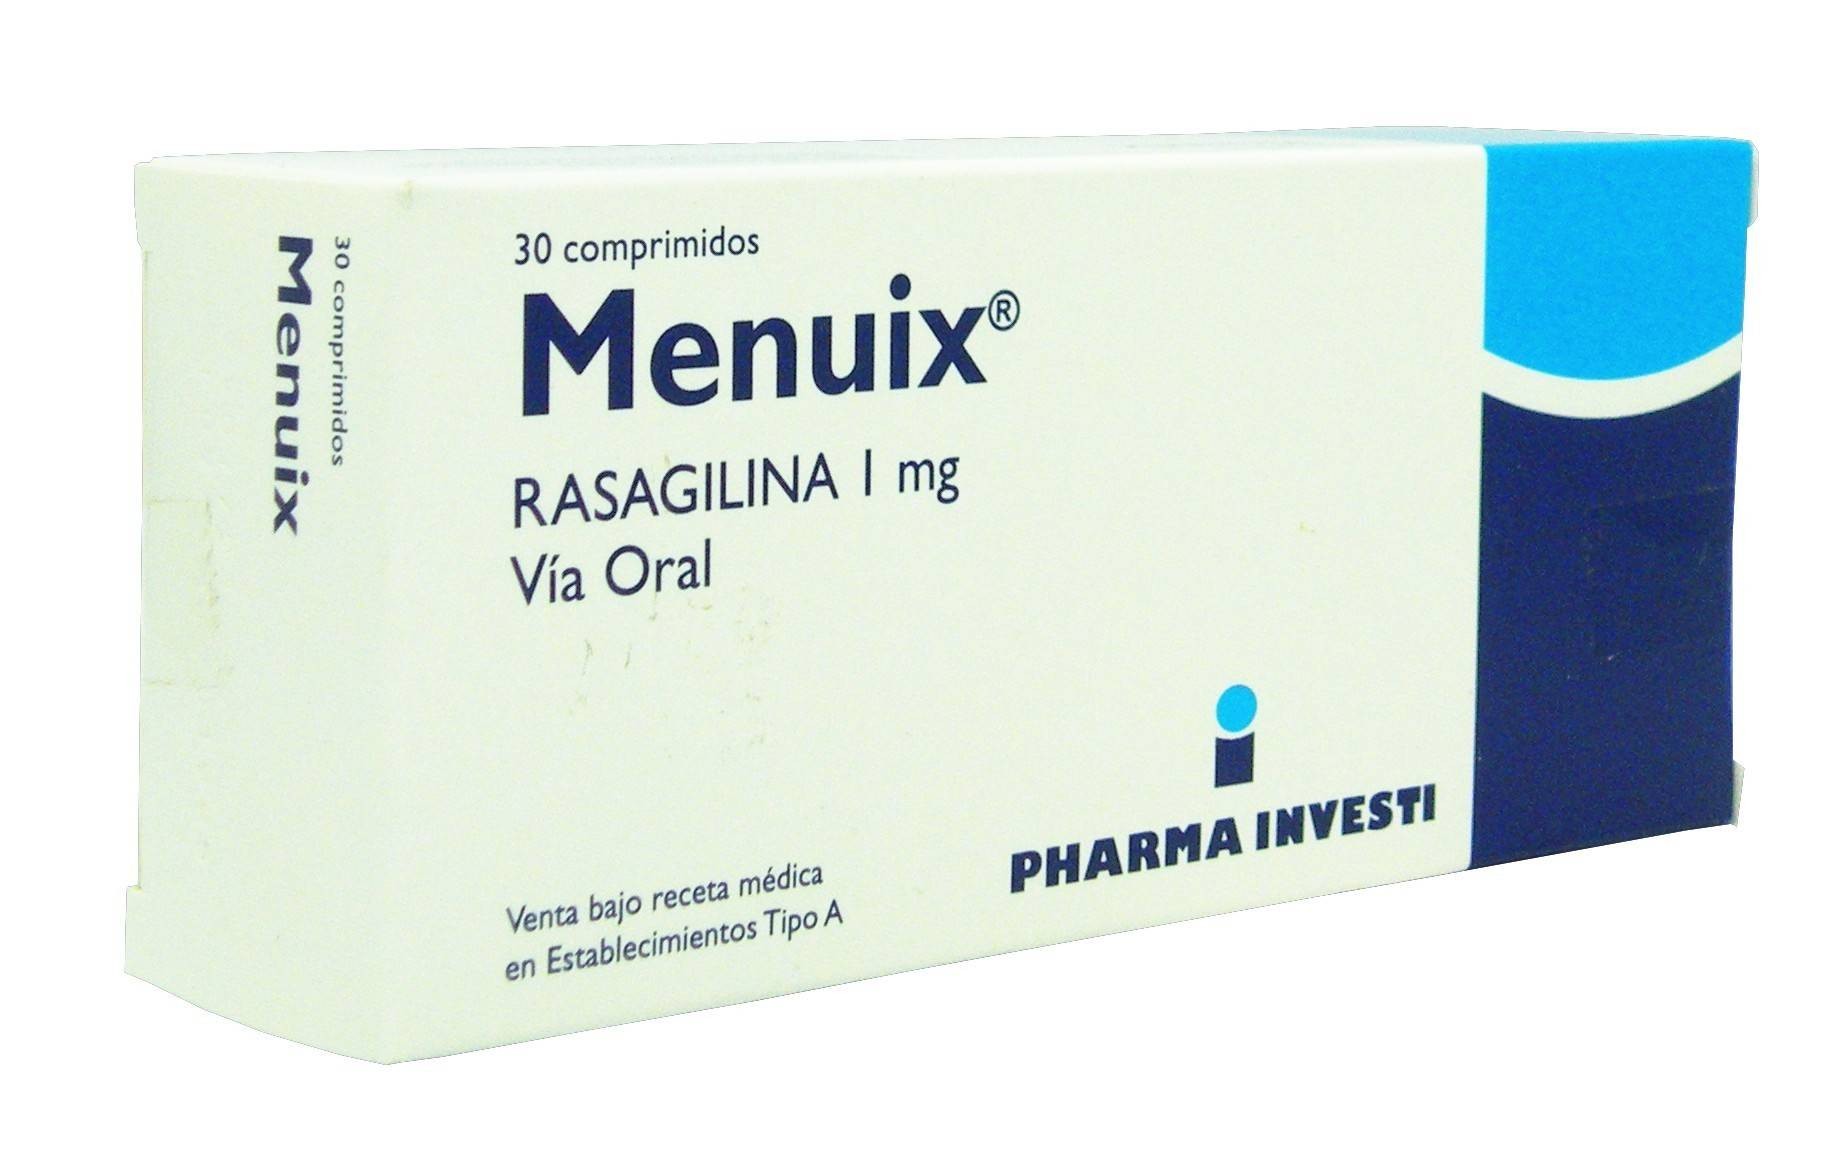 30 comprimidos
Menuix
30 comprimidos
Menuix®
RASAGILINA 1 mg
Vía Oral
PHARMA INVESTI
Venta bajo receta médica
en Establecimientos Tipo A